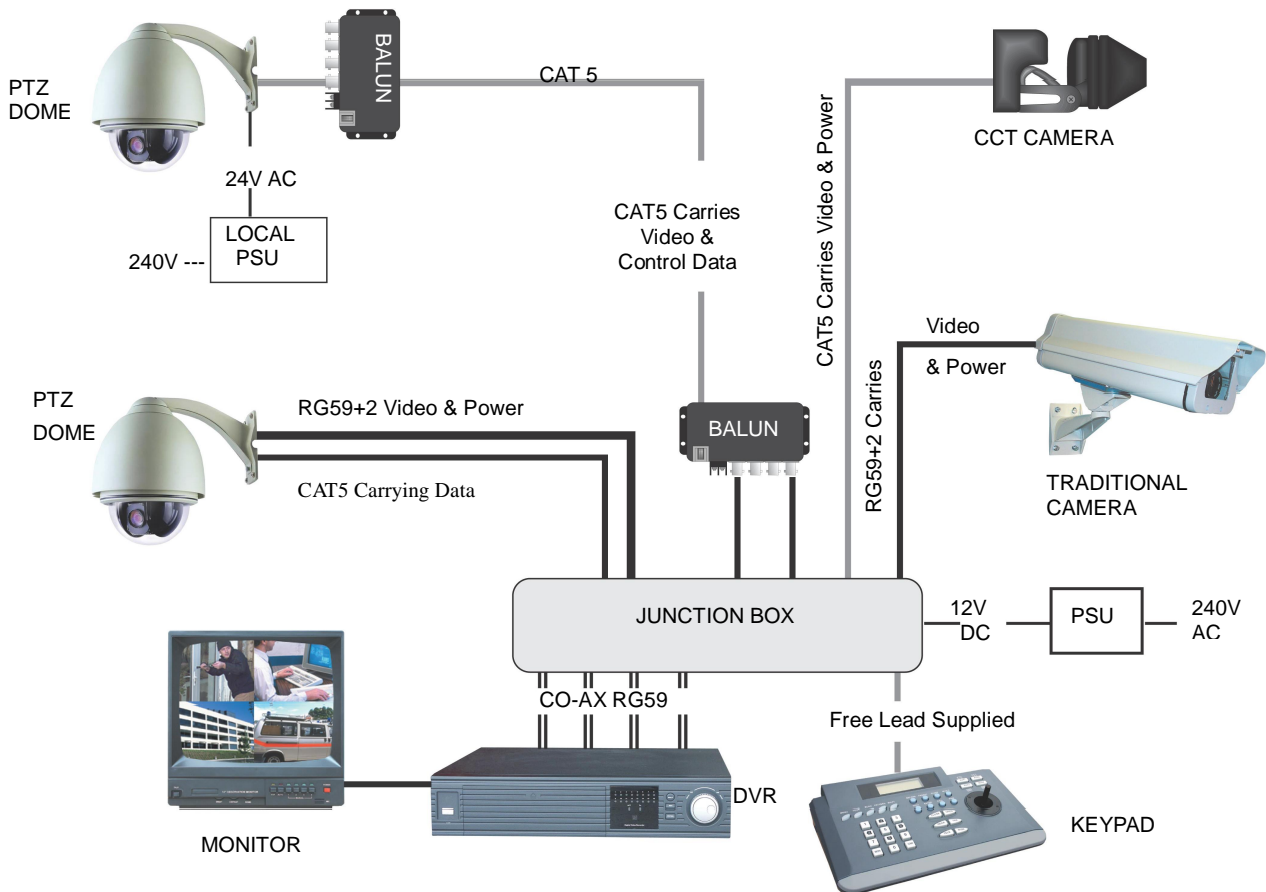 PTZ
DOME
BALUN
CAT 5
CCT CAMERA
24V AC
LOCAL
PSU
240V ---
CAT5 Carries
Video &
Control Data
CAT5 Carries Video & Power
RG59+2 Carries
Video
& Power
PTZ
DOME
RG59+2 Video & Power
CAT5 Carrying Data
BALUN
TRADITIONAL
CAMERA
JUNCTION BOX
12V
DC
PSU
240V
AC
CO-AX RG59
Free Lead Supplied
DVR
MONITOR
KEYPAD